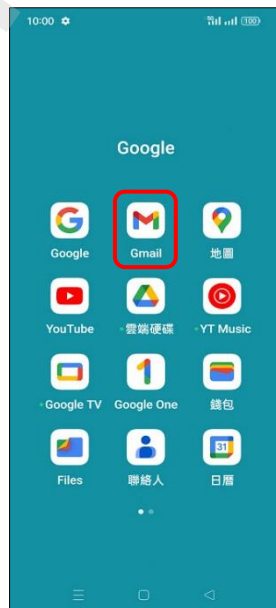 10:00
100
Google
Google
Gmail
地圖
YouTube
雲端硬碟
YT Music
Google TV
Google One
錢包
Files
聯絡人
31
日曆